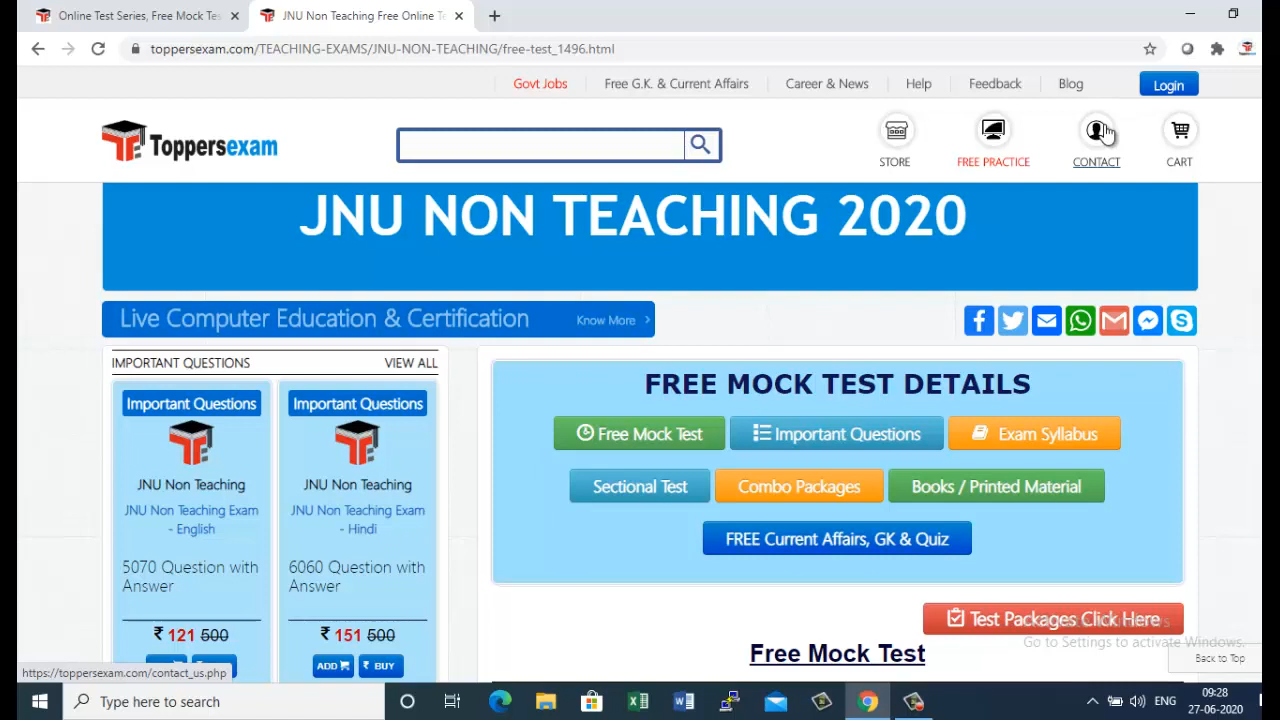 Online Test Series, Free Mock Tes
JNU Non Teaching Free Online Te
toppersexam.com/TEACHING-EXAMS/JNU-NON-TEACHING/free-test_1496.html
Govt Jobs
Free G.K. & Current Affairs
Career & News
Help
Feedback
Blog
Login
Toppersexam
STORE
FREE PRACTICE
CONTACT
CART
JNU NON TEACHING 2020
Live Computer Education & Certification
Know More
IMPORTANT QUESTIONS
VIEW ALL
Important Questions
JNU Non Teaching
JNU Non Teaching Exam
- English
5070 Question with
Answer
₹ 121 500
Important Questions
JNU Non Teaching
JNU Non Teaching Exam
- Hindi
6060 Question with
Answer
₹ 151 500
ADD
₹ BUY
FREE MOCK TEST DETAILS
Free Mock Test
Important Questions
Exam Syllabus
Sectional Test
Combo Packages
Books / Printed Material
FREE Current Affairs, GK & Quiz
Test Packages Click Here
Go to Settings to activate Windows.
Free Mock Test
Back to Top
https://toppersexam.com/contact_us.php
Type here to search
ENG
09:28
27-06-2020